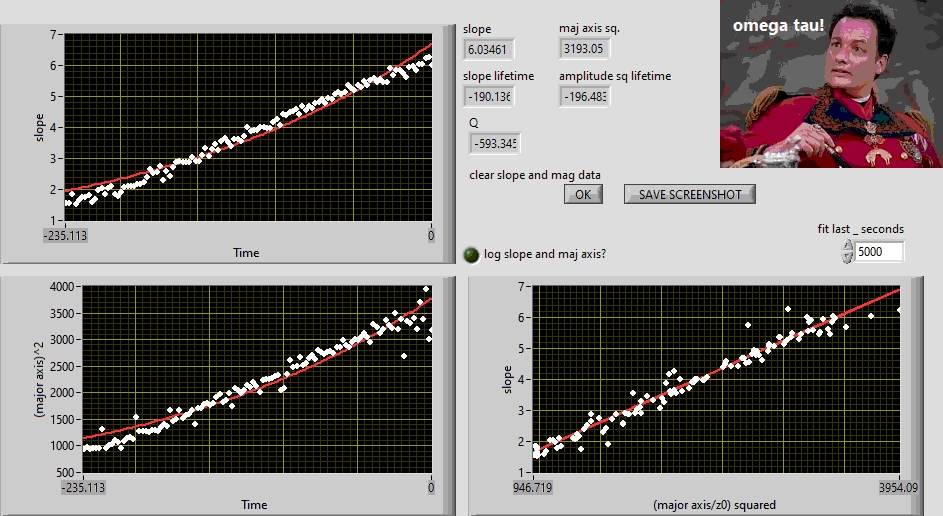 7
6
5
4
3
2
1
slope
-235.113
0
Time
slope
6.03461
maj axis sq.
3193.05
slope lifetime
-190.136
amplitude sq lifetime
-196.483
Q
-593.345
clear slope and mag data
OK
SAVE SCREENSHOT
omega tau!
fit last _ seconds
5000
log slope and maj axis?
4000
3500
3000
2500
2000
1500
1000
500
(major axis)^2
-235.113
0
Time
7
6
5
4
3
2
1
slope
946.719
3954.09
(major axis/z0) squared